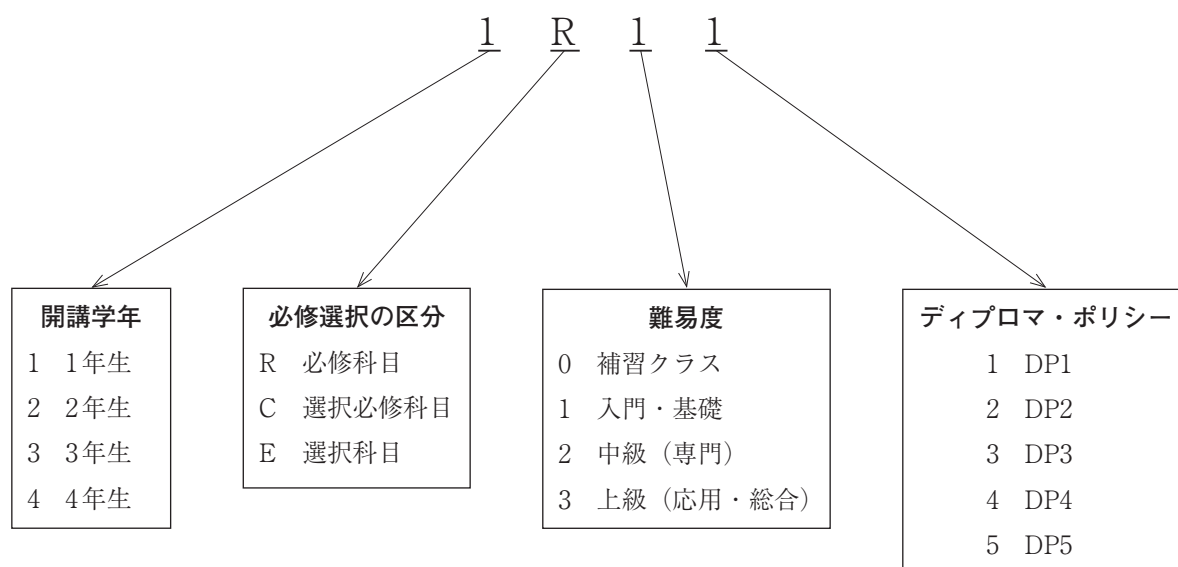 1 R 1 1
開講学年
1 1年生
2 2年生
3 3年生
4 4年生
必修選択の区分
R 必修科目
C 選択必修科目
E 選択科目
難易度
0 補習クラス
1 入門・基礎
2 中級（専門）
3 上級（応用・総合）
ディプロマ・ポリシー
1 DP1
2 DP2
3 DP3
4 DP4
5 DP5